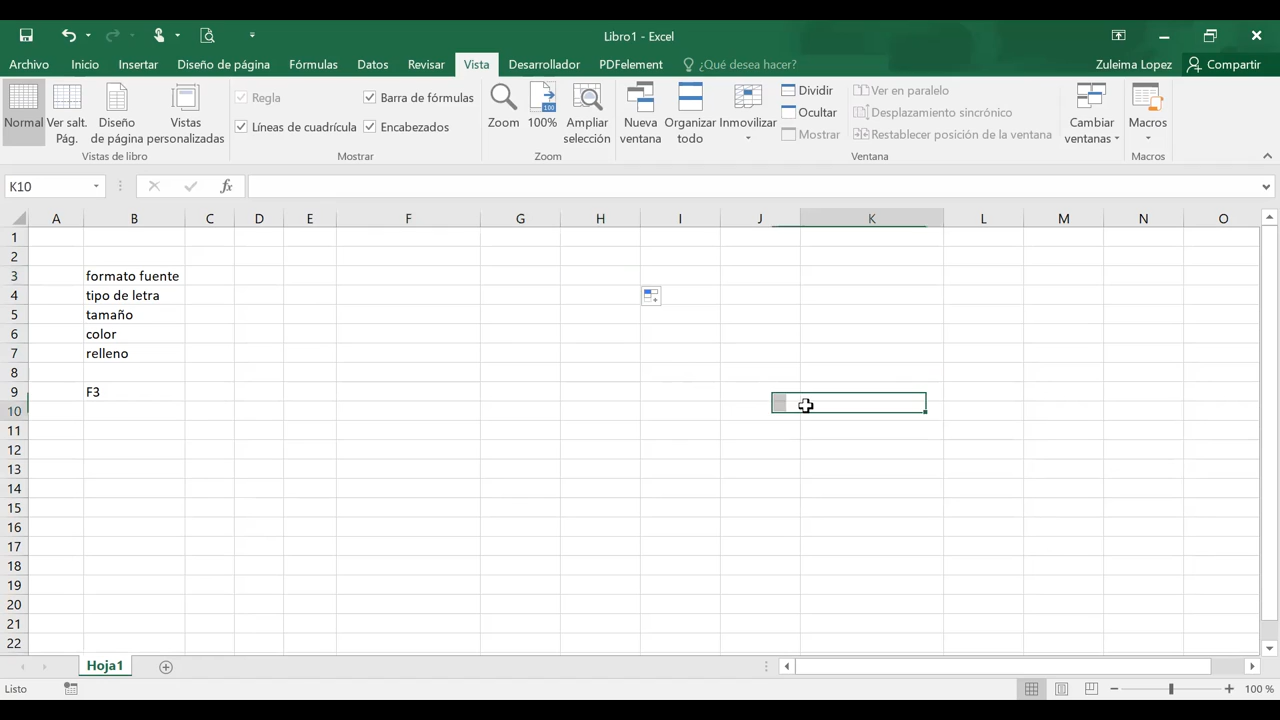 Libro1 - Excel
Archivo Inicio Insertar Diseño de página Fórmulas Datos Revisar Vista Desarrollador PDFelement ¿Qué desea hacer? Zuleima Lopez Compartir
Normal Ver salt. Pág. Diseño de página Vistas personalizadas
Vistas de libro
Regla Barra de fórmulas
Líneas de cuadrícula Encabezados
Mostrar
Zoom 100% Ampliar selección
100
Zoom
Nueva ventana Organizar todo Inmovilizar
Dividir
Ocultar
Mostrar
Ver en paralelo
Desplazamiento sincrónico
Restablecer posición de la ventana
Cambiar ventanas
Ventana
Macros
Macros
K10 fx
A B C D E F G H I J K L M N O
1
2
3 formato fuente
4 tipo de letra
5 tamaño
6 color
7 relleno
8
9 F3
10
11
12
13
14
15
16
17
18
19
20
21
22
Hoja1
Listo 100 %